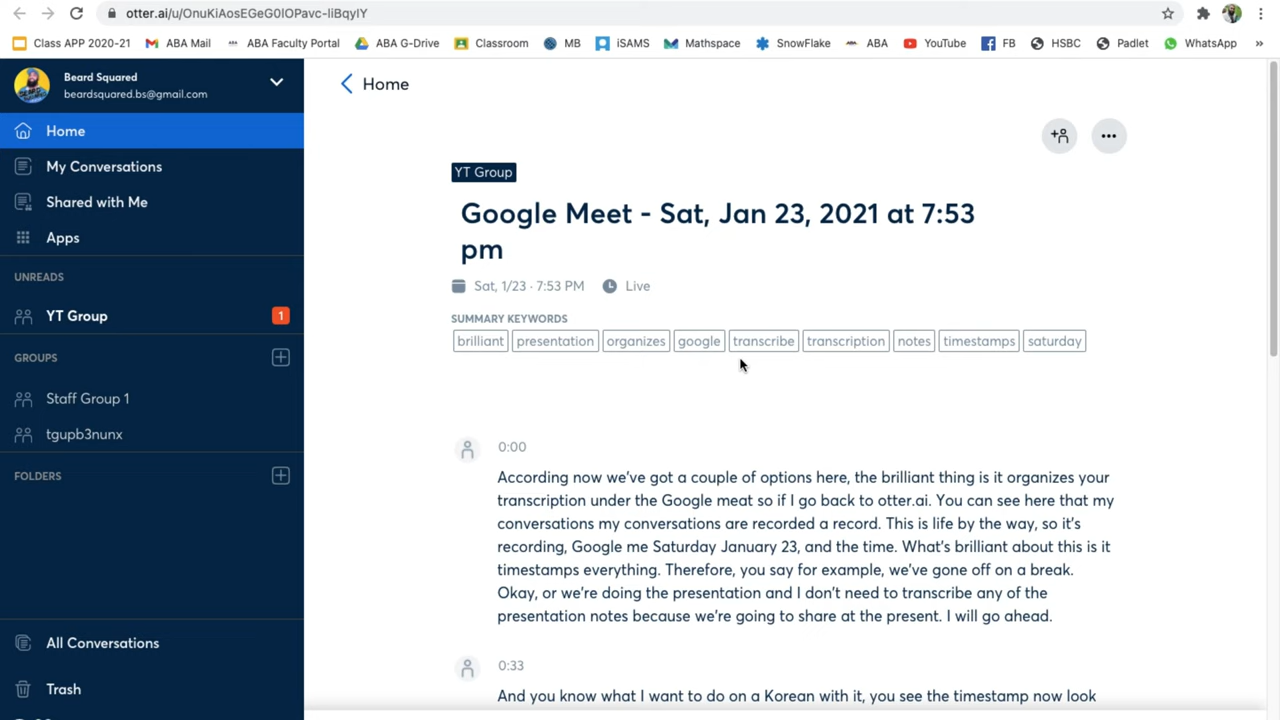 otter.ai/u/OnuKiAosEGeG0lOPavc-liBqyIY
Class APP 2020-21 ABA Mail ABA Faculty Portal ABA G-Drive Classroom MB iSAMS Mathspace SnowFlake ABA YouTube FB HSBC Padlet WhatsApp »
Beard Squared
beardsquared.bs@gmail.com
Home
My Conversations
Shared with Me
Apps
UNREADS
YT Group 1
GROUPS
Staff Group 1
tgupb3nunx
FOLDERS
All Conversations
Trash
Home
YT Group
Google Meet - Sat, Jan 23, 2021 at 7:53
pm
Sat, 1/23 · 7:53 PM Live
SUMMARY KEYWORDS
brilliant presentation organizes google transcribe transcription notes timestamps saturday
0:00
According now we've got a couple of options here, the brilliant thing is it organizes your
transcription under the Google meat so if I go back to otter.ai. You can see here that my
conversations my conversations are recorded a record. This is life by the way, so it's
recording, Google me Saturday January 23, and the time. What's brilliant about this is it
timestamps everything. Therefore, you say for example, we've gone off on a break.
Okay, or we're doing the presentation and I don't need to transcribe any of the
presentation notes because we're going to share at the present. I will go ahead.
0:33
And you know what I want to do on a Korean with it, you see the timestamp now look